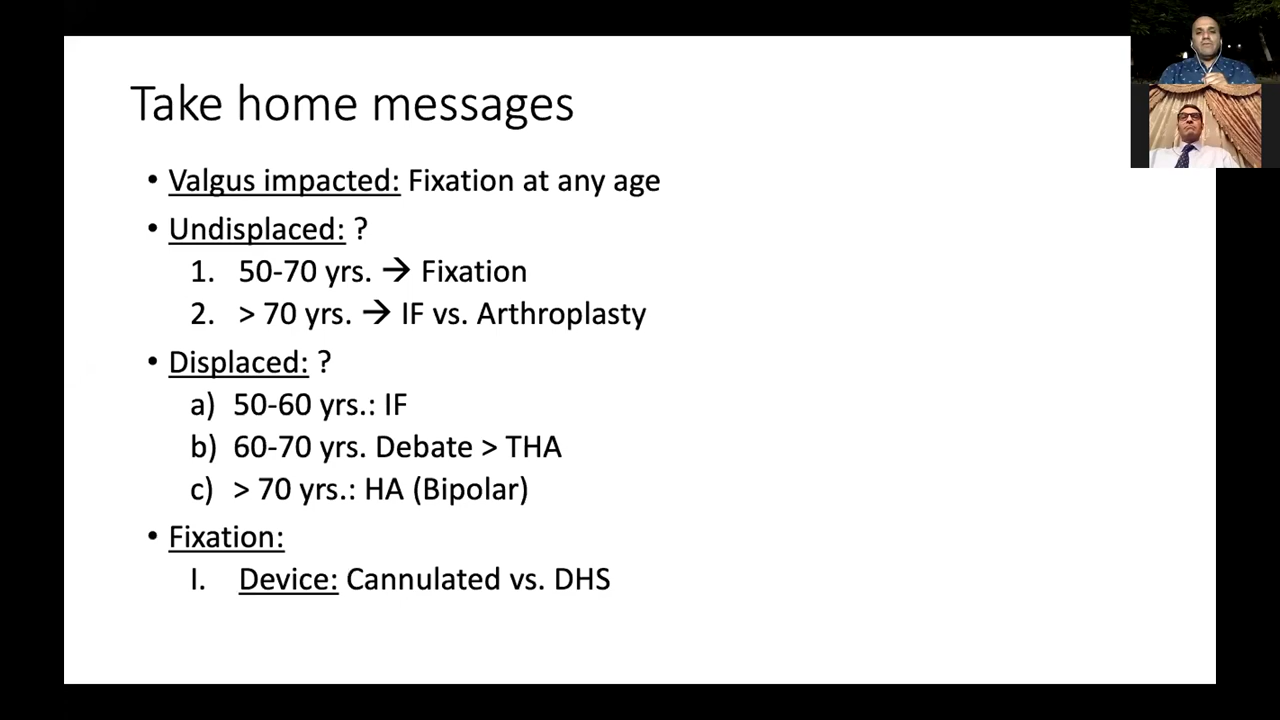 Take home messages
• Valgus impacted: Fixation at any age
• Undisplaced: ?
1. 50-70 yrs. → Fixation
2. > 70 yrs. → IF vs. Arthroplasty
• Displaced: ?
a) 50-60 yrs.: IF
b) 60-70 yrs. Debate > THA
c) > 70 yrs.: HA (Bipolar)
• Fixation:
I. Device: Cannulated vs. DHS